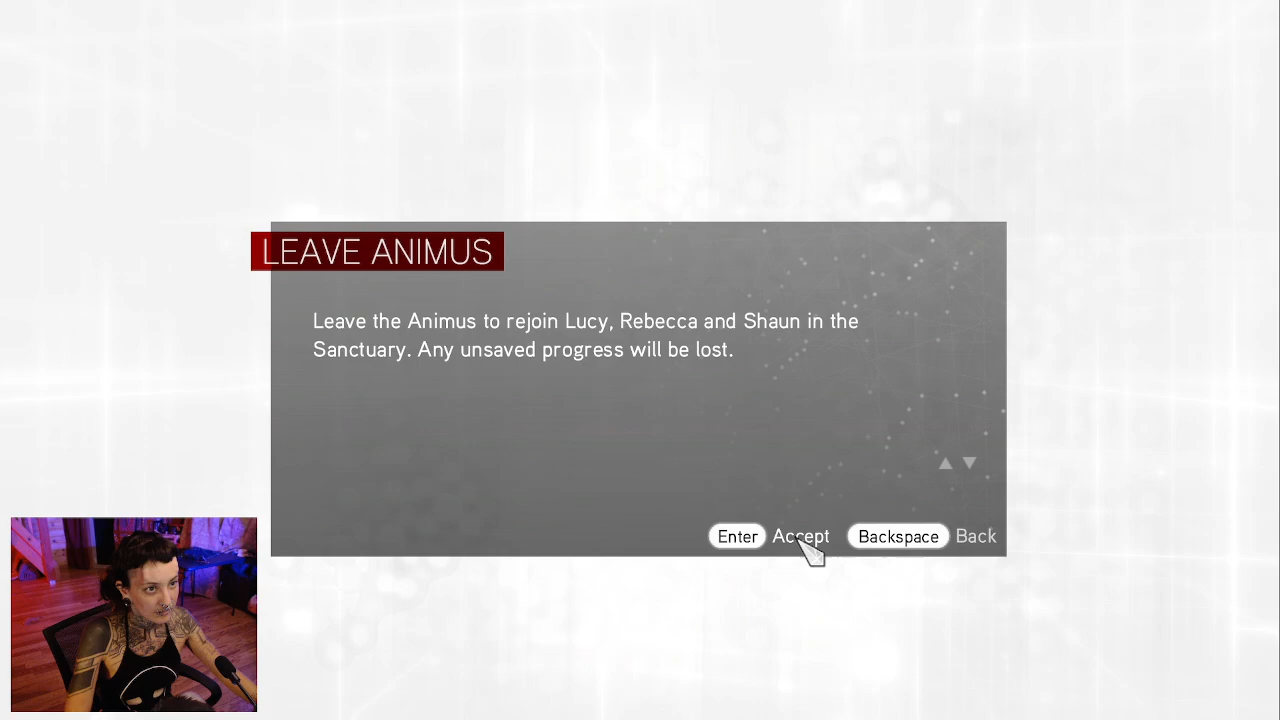 LEAVE ANIMUS
Leave the Animus to rejoin Lucy, Rebecca and Shaun in the
Sanctuary. Any unsaved progress will be lost.
Enter Accept Backspace Back